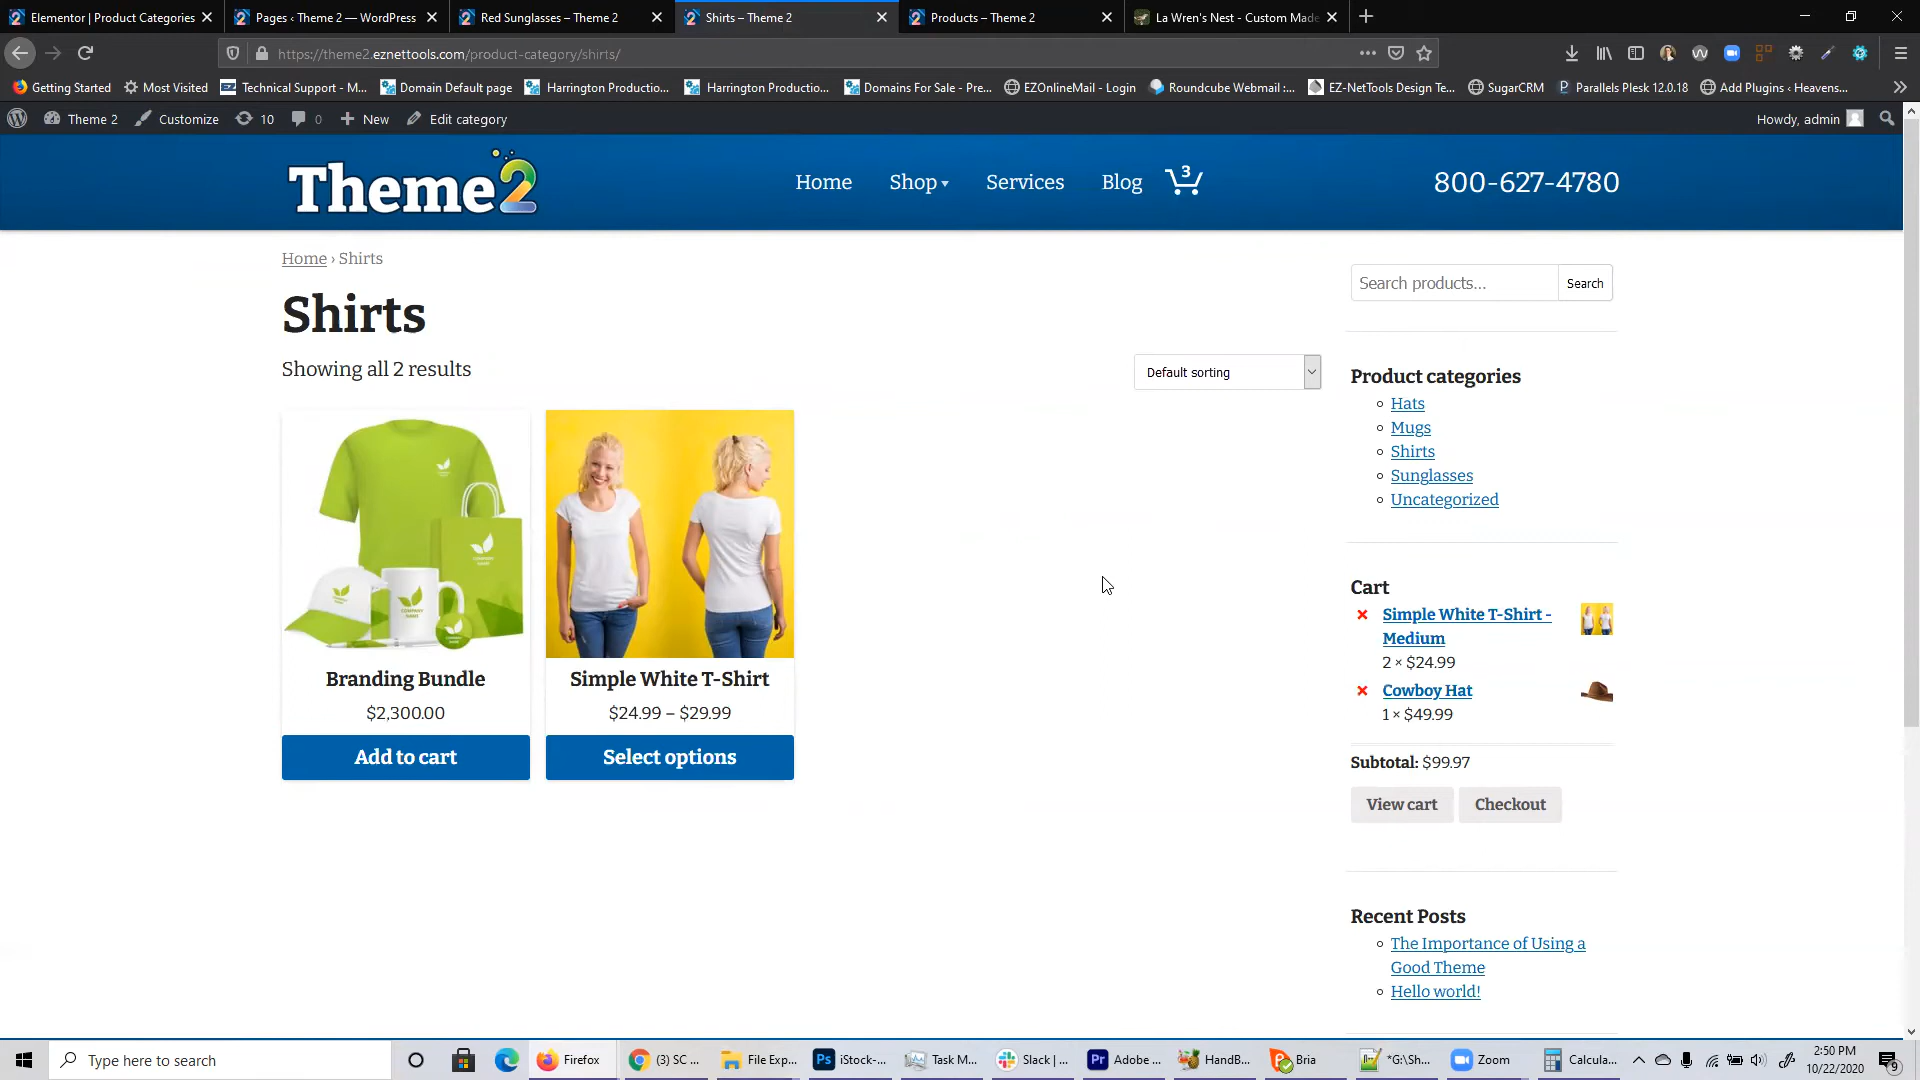 Elementor | Product Categories
Pages ‹ Theme 2 — WordPress
Red Sunglasses – Theme 2
Shirts – Theme 2
Products – Theme 2
La Wren's Nest - Custom Made
https://theme2.eznettools.com/product-category/shirts/
Getting Started
Most Visited
Technical Support - M...
Domain Default page
Harrington Productio...
Harrington Productio...
Domains For Sale - Pre...
EZOnlineMail - Login
Roundcube Webmail :...
EZ-NetTools Design Te...
SugarCRM
Parallels Plesk 12.0.18
Add Plugins ‹ Heavens...
Theme 2
Customize
10
0
New
Edit category
Howdy, admin
Theme2
Home
Shop
Services
Blog
3
800-627-4780
Home › Shirts
Shirts
Showing all 2 results
Default sorting
COMPANY NAME
Branding Bundle
$2,300.00
Add to cart
Simple White T-Shirt
$24.99 – $29.99
Select options
Search products...
Search
Product categories
Hats
Mugs
Shirts
Sunglasses
Uncategorized
Cart
Simple White T-Shirt -
Medium
2 × $24.99
Cowboy Hat
1 × $49.99
Subtotal: $99.97
View cart
Checkout
Recent Posts
The Importance of Using a
Good Theme
Hello world!
Type here to search
Firefox
(3) SC ...
File Exp...
Ps
iStock-...
Task M...
Slack | ...
Pr
Adobe ...
HandB...
Bria
*G:\Sh...
Zoom
Calcula...
2:50 PM
10/22/2020
9